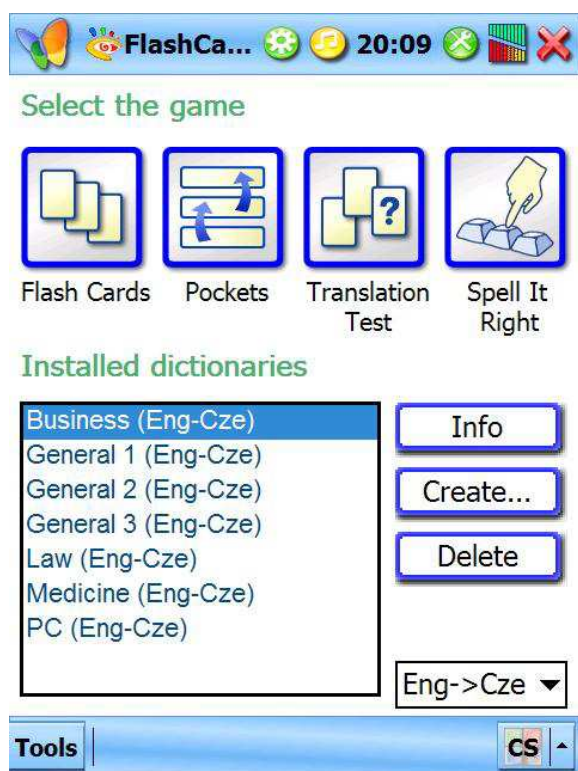 FlashCa... 20:09
Select the game
?
Flash Cards Pockets Translation Test Spell It Right
Installed dictionaries
Business (Eng-Cze)
General 1 (Eng-Cze)
General 2 (Eng-Cze)
General 3 (Eng-Cze)
Law (Eng-Cze)
Medicine (Eng-Cze)
PC (Eng-Cze)
Info
Create...
Delete
Eng->Cze
Tools CS